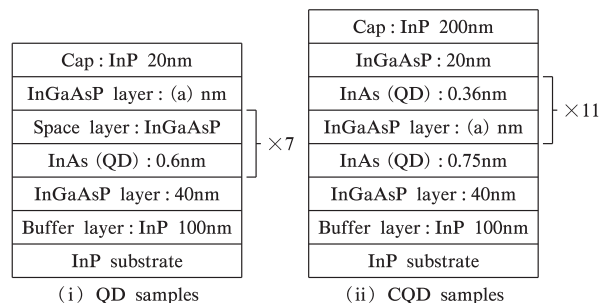 Cap : InP 20nm
InGaAsP layer : (a) nm
Space layer : InGaAsP
InAs (QD) : 0.6nm
×7
InGaAsP layer : 40nm
Buffer layer : InP 100nm
InP substrate
(i) QD samples
Cap : InP 200nm
InGaAsP : 20nm
InAs (QD) : 0.36nm
InGaAsP layer : (a) nm
×11
InAs (QD) : 0.75nm
InGaAsP layer : 40nm
Buffer layer : InP 100nm
InP substrate
(ii) CQD samples